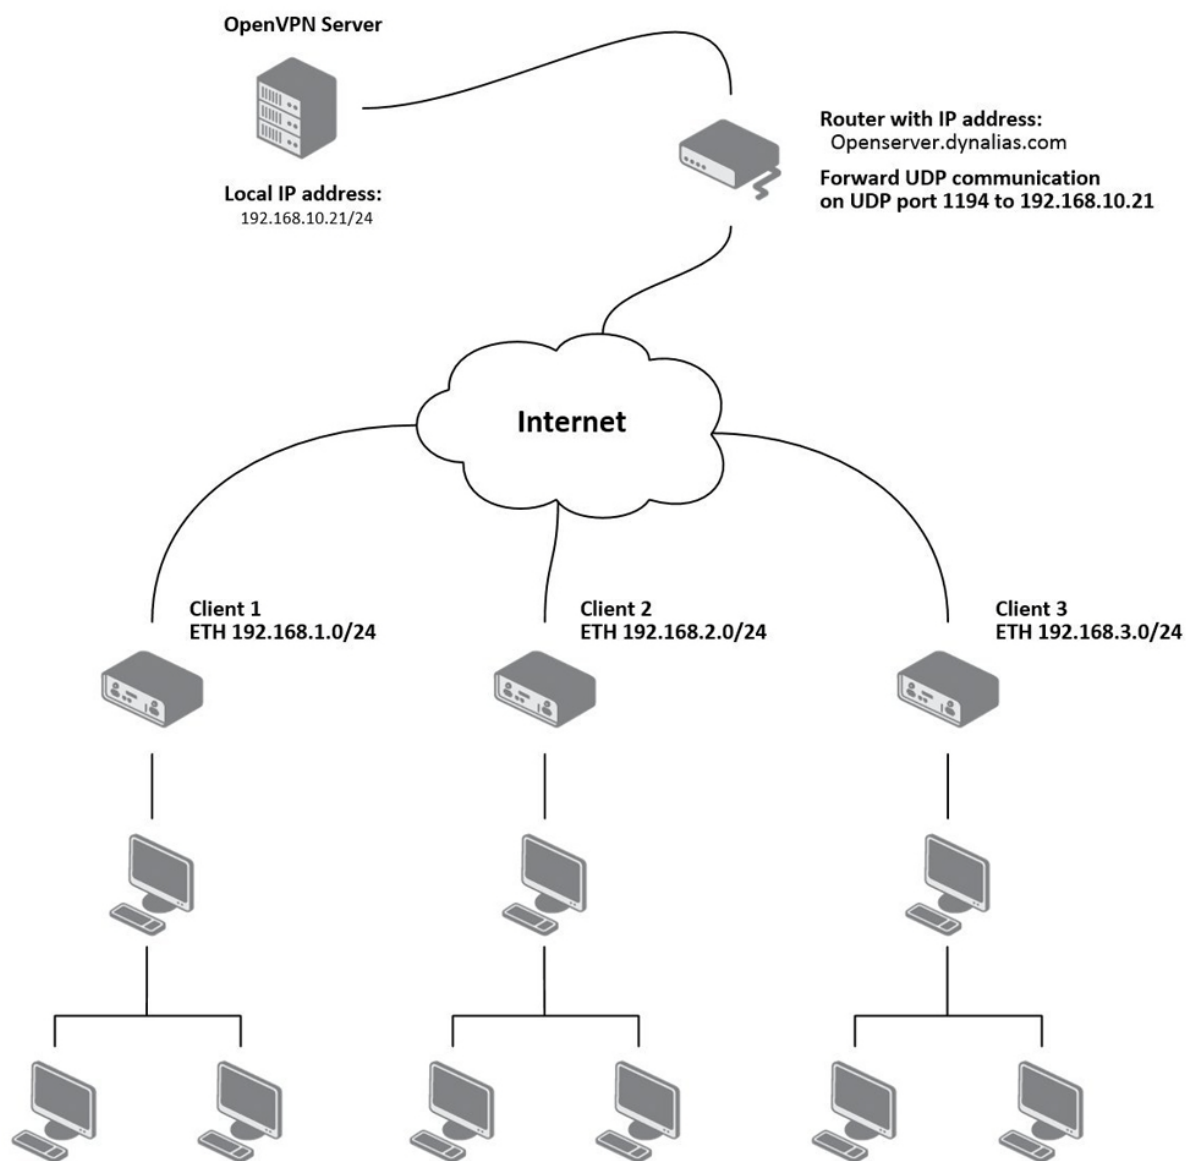 OpenVPN Server
Local IP address:
192.168.10.21/24
Router with IP address:
Openserver.dynalias.com
Forward UDP communication
on UDP port 1194 to 192.168.10.21
Internet
Client 1
ETH 192.168.1.0/24
Client 2
ETH 192.168.2.0/24
Client 3
ETH 192.168.3.0/24